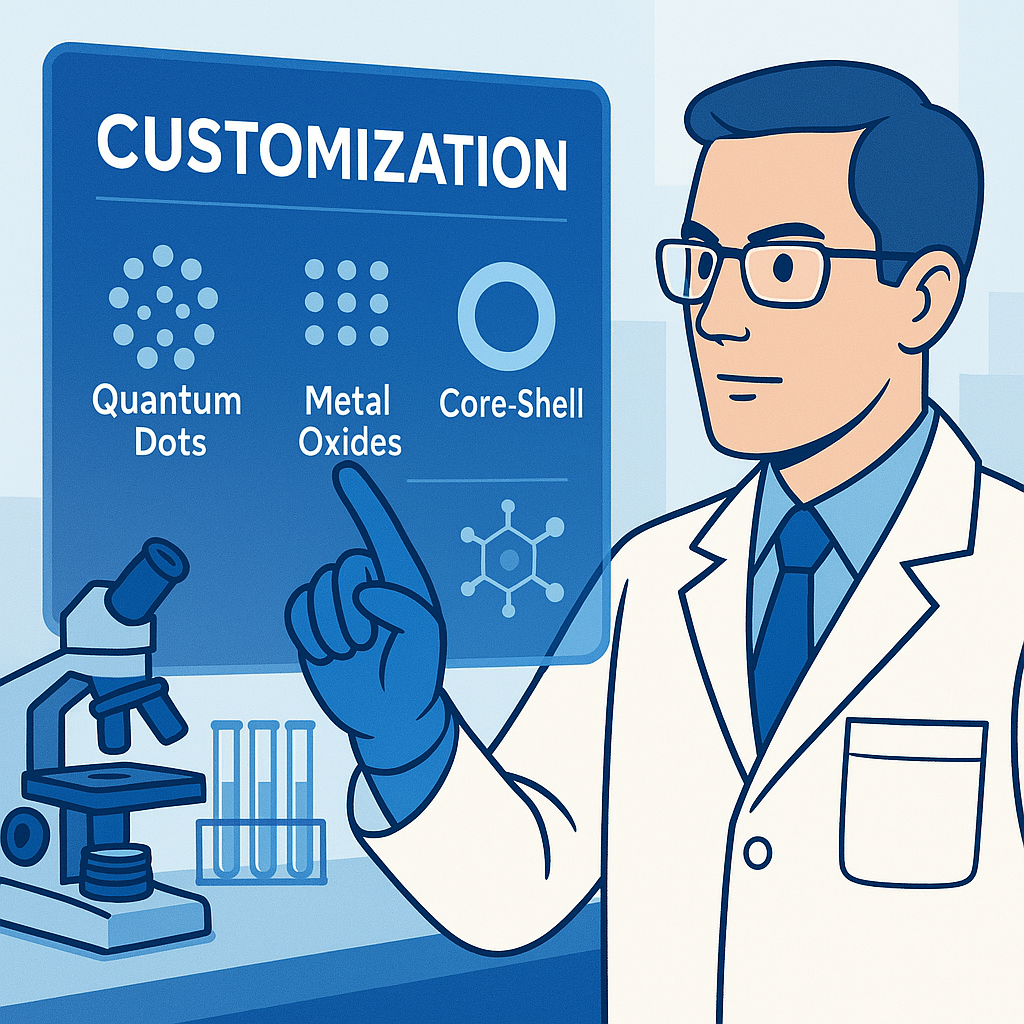 CUSTOMIZATION
Quantum
Dots
Metal
Oxides
Core-Shell